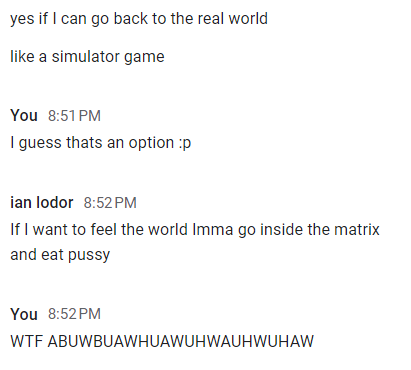 yes if I can go back to the real world
like a simulator game
You 8:51 PM
I guess thats an option :p
ian lodor 8:52 PM
If I want to feel the world Imma go inside the matrix
and eat pussy
You 8:52 PM
WTF ABUWBUAWHUAWUHWAUHWUHAW